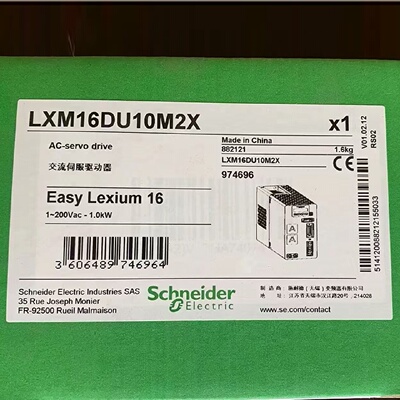 LXM16DU10M2X
x1
AC-servo drive
交流伺服驱动器
Easy Lexium 16
1~200Vac - 1.0kW
3 606489 746964
Made in China
882121
1.6kg
LXM16DU10M2X
CE
974696
V01.02.12
RS02
Schneider Electric Industries SAS
35 Rue Joseph Monier
FR-92500 Rueil Malmaison
Schneider
Electric
www.se.com/contact